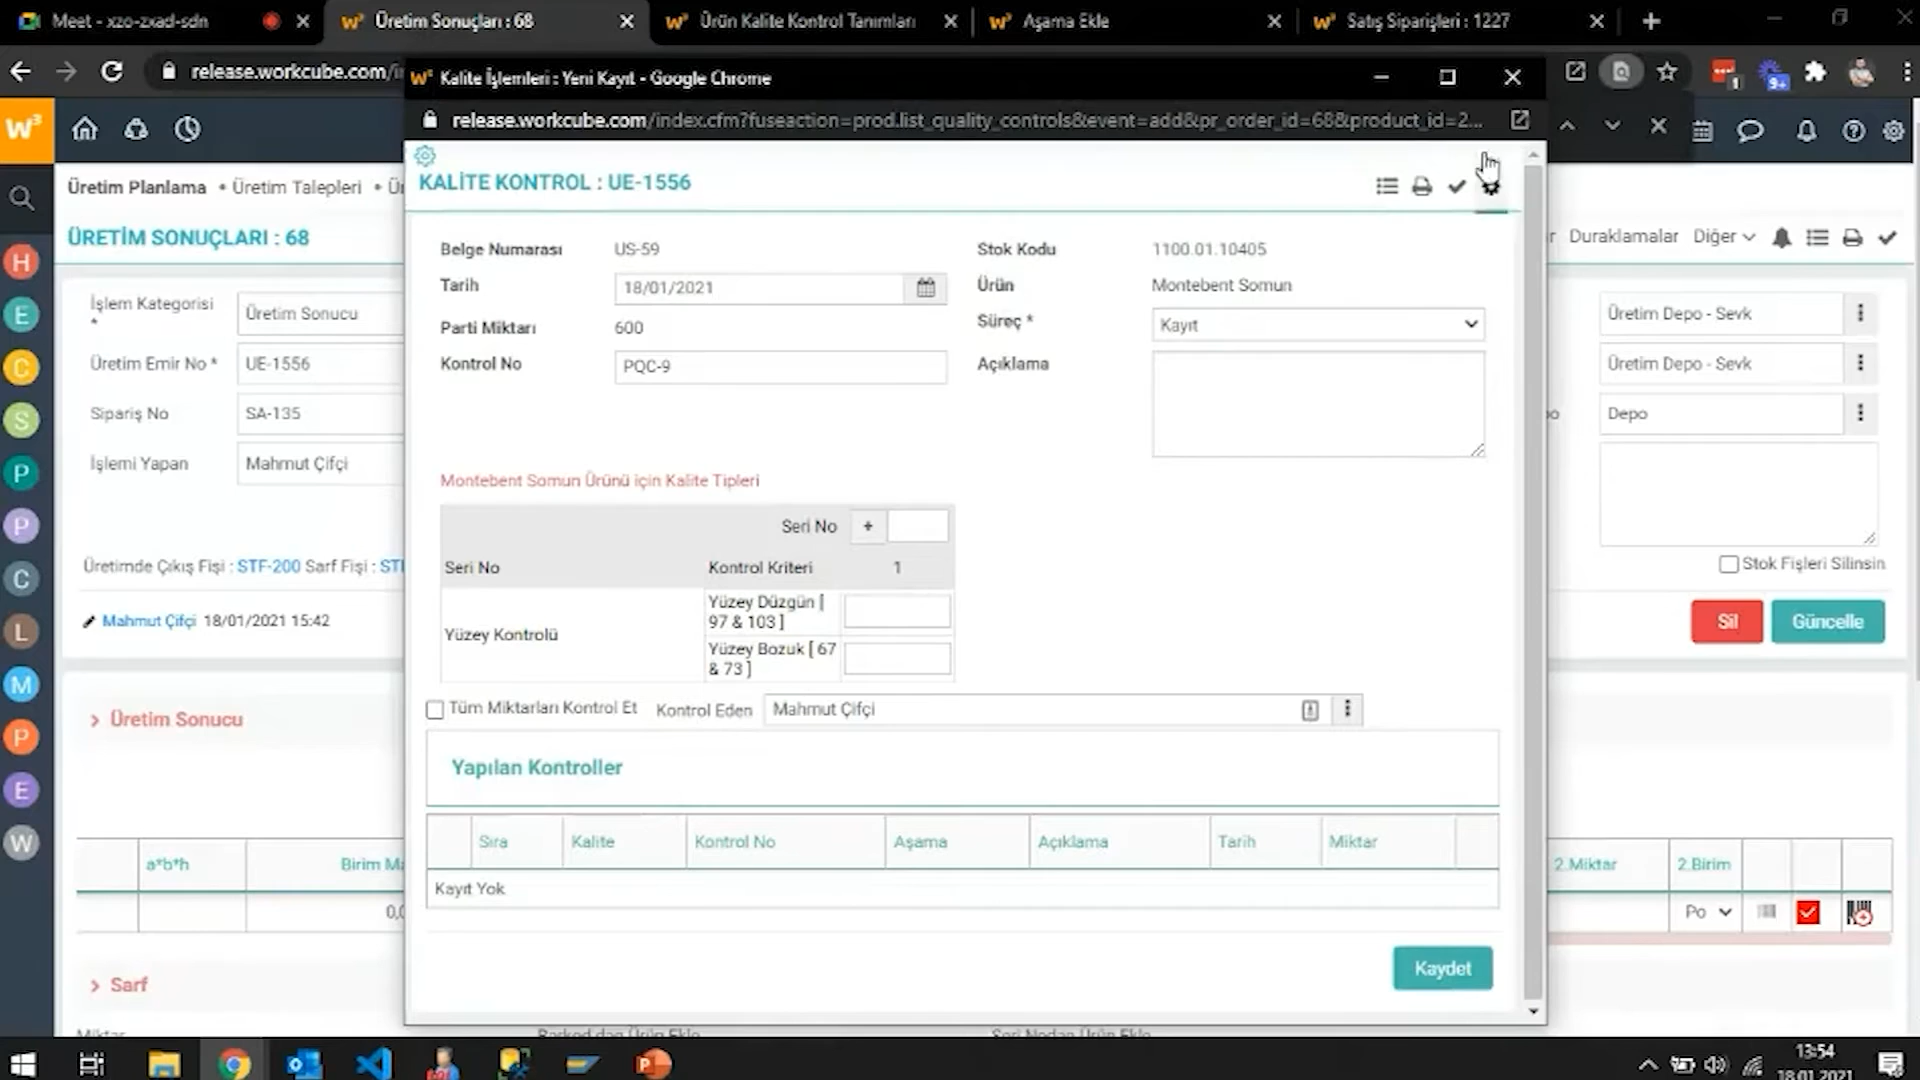 Meet - xzo-zxad-sdn
Üretim Sonuçları : 68
Ürün Kalite Kontrol Tanımları
Aşama Ekle
Satış Siparişleri : 1227
release.workcube.com/i
Kalite İşlemleri : Yeni Kayıt - Google Chrome
release.workcube.com/index.cfm?fuseaction=prod.list_quality_controls&event=add&pr_order_id=68&product_id=2...
1
9+
Üretim Planlama • Üretim Talepleri
ÜRETİM SONUÇLARI : 68
Duraklamalar
Diğer
İşlem Kategorisi *
Üretim Sonucu
Üretim Emir No *
UE-1556
Sipariş No
SA-135
İşlemi Yapan
Mahmut Çifçi
Üretimde Çıkış Fişi : STF-200 Sarf Fişi :
Mahmut Çifçi 18/01/2021 15:42
Üretim Sonucu
a*b*h
Sarf
Miktar
KALİTE KONTROL : UE-1556
Belge Numarası
US-59
Tarih
18/01/2021
Parti Miktarı
600
Kontrol No
PQC-9
Stok Kodu
1100.01.10405
Ürün
Montebent Somun
Süreç *
Kayıt
Açıklama
Montebent Somun Ürünü için Kalite Tipleri
Seri No
+
Seri No
Kontrol Kriteri
1
Yüzey Kontrolü
Yüzey Düzgün [
97 & 103 ]
Yüzey Bozuk [ 67
& 73 ]
Tüm Miktarları Kontrol Et
Kontrol Eden
Mahmut Çifçi
Yapılan Kontroller
Sıra
Kalite
Kontrol No
Aşama
Açıklama
Tarih
Miktar
Kayıt Yok
Kaydet
Üretim Depo - Sevk
Üretim Depo - Sevk
Depo
Stok Fişleri Silinsin
Sil
Güncelle
2.Miktar
2.Birim
Po
H
E
C
S
P
P
C
L
M
P
E
W
13:54
18.01.2021